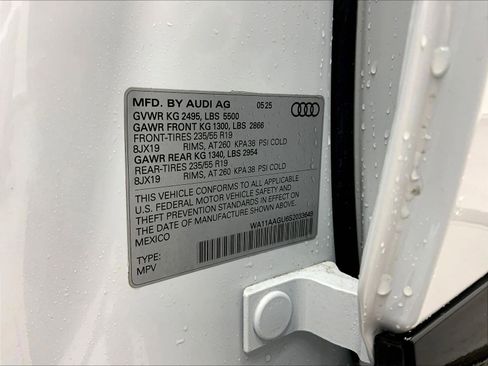 MFD. BY AUDI AG 05 25
GVWR KG 2495, LBS 5500
GAWR FRONT KG 1300, LBS 2866
FRONT-TIRES 235/55 R19
8JX19 RIMS, AT 260 KPA 38 PSI COLD
GAWR REAR KG 1340, LBS 2954
REAR-TIRES 235/55 R19
8JX19 RIMS, AT 260 KPA 38 PSI COLD
THIS VEHICLE CONFORMS TO ALL APPLICABLE
U.S. FEDERAL MOTOR VEHICLE SAFETY AND
THEFT PREVENTION STANDARDS IN EFFECT ON
THE DATE OF MANUFACTURE SHOWN ABOVE.
MEXICO
WA11AAGU6S2033649
TYPE:
MPV